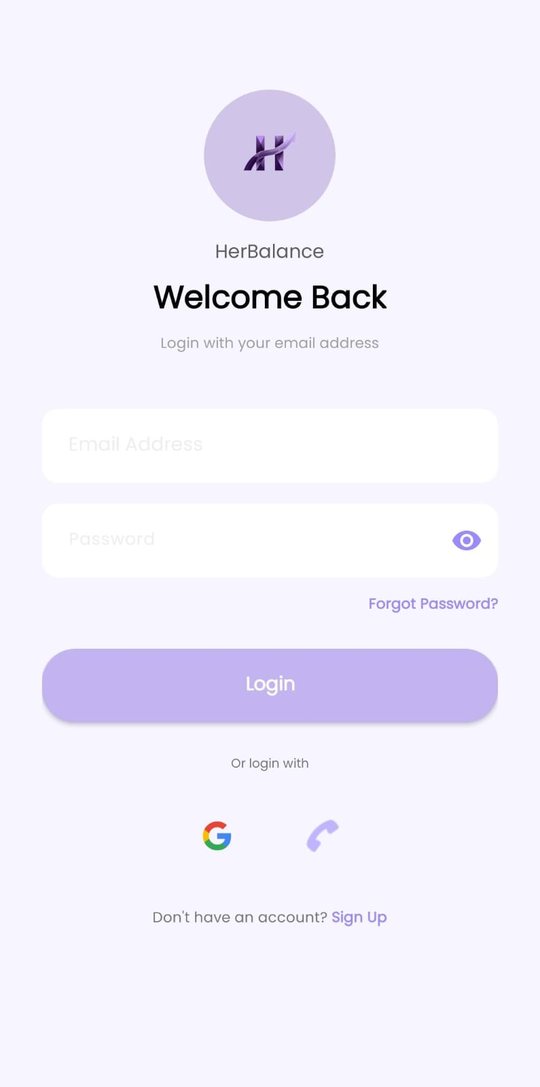 H
HerBalance
Welcome Back
Login with your email address
Email Address
Password
Forgot Password?
Login
Or login with
G
Don't have an account? Sign Up